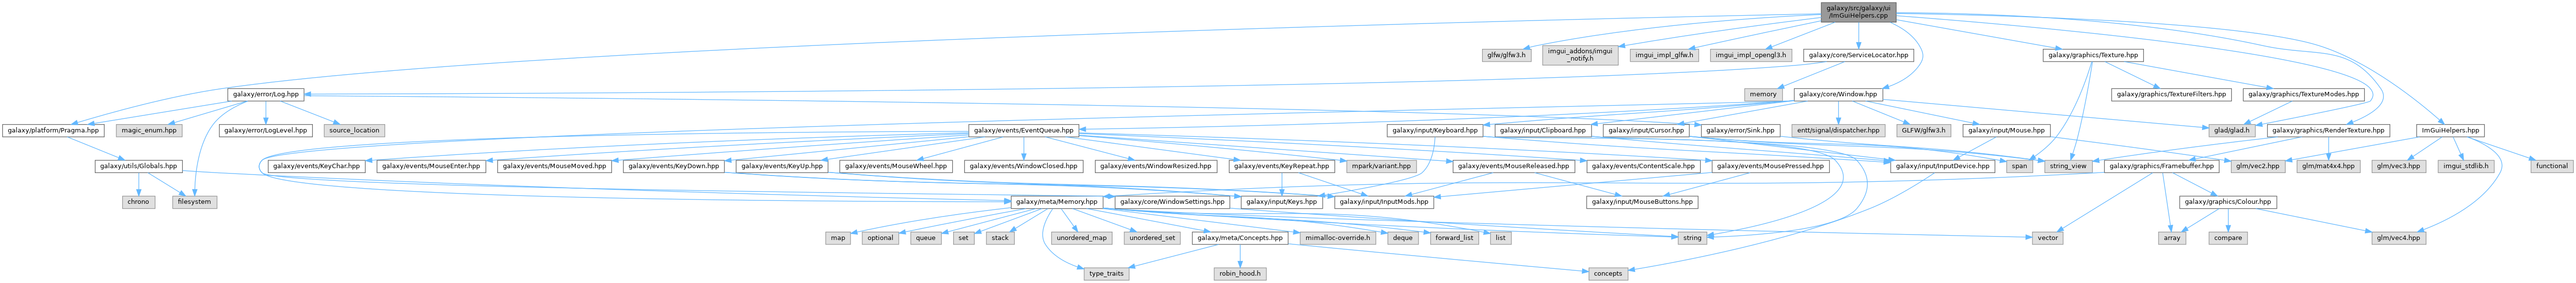 galaxy/src/galaxy/ui
/ImGuiHelpers.cpp
glfw/glfw3.h
imgui_addons/imgui
_notify.h
imgui_impl_glfw.h
imgui_impl_opengl3.h
galaxy/core/ServiceLocator.hpp
galaxy/graphics/Texture.hpp
galaxy/error/Log.hpp
memory
galaxy/core/Window.hpp
galaxy/graphics/TextureFilters.hpp
galaxy/graphics/TextureModes.hpp
galaxy/platform/Pragma.hpp
magic_enum.hpp
galaxy/error/LogLevel.hpp
source_location
galaxy/events/EventQueue.hpp
galaxy/input/Keyboard.hpp
galaxy/input/Clipboard.hpp
galaxy/input/Cursor.hpp
galaxy/error/Sink.hpp
entt/signal/dispatcher.hpp
GLFW/glfw3.h
galaxy/input/Mouse.hpp
glad/glad.h
galaxy/graphics/RenderTexture.hpp
ImGuiHelpers.hpp
galaxy/utils/Globals.hpp
galaxy/events/KeyChar.hpp
galaxy/events/MouseEnter.hpp
galaxy/events/MouseMoved.hpp
galaxy/events/KeyDown.hpp
galaxy/events/KeyUp.hpp
galaxy/events/MouseWheel.hpp
galaxy/events/WindowClosed.hpp
galaxy/events/WindowResized.hpp
galaxy/events/KeyRepeat.hpp
mpark/variant.hpp
galaxy/events/MouseReleased.hpp
galaxy/events/ContentScale.hpp
galaxy/events/MousePressed.hpp
galaxy/input/InputDevice.hpp
span
string_view
galaxy/graphics/Framebuffer.hpp
glm/vec2.hpp
glm/mat4x4.hpp
glm/vec3.hpp
imgui_stdlib.h
functional
chrono
filesystem
galaxy/meta/Memory.hpp
galaxy/core/WindowSettings.hpp
galaxy/input/Keys.hpp
galaxy/input/InputMods.hpp
galaxy/input/MouseButtons.hpp
galaxy/graphics/Colour.hpp
map
optional
queue
set
stack
unordered_map
unordered_set
galaxy/meta/Concepts.hpp
mimalloc-override.h
deque
forward_list
list
string
vector
array
compare
glm/vec4.hpp
type_traits
robin_hood.h
concepts